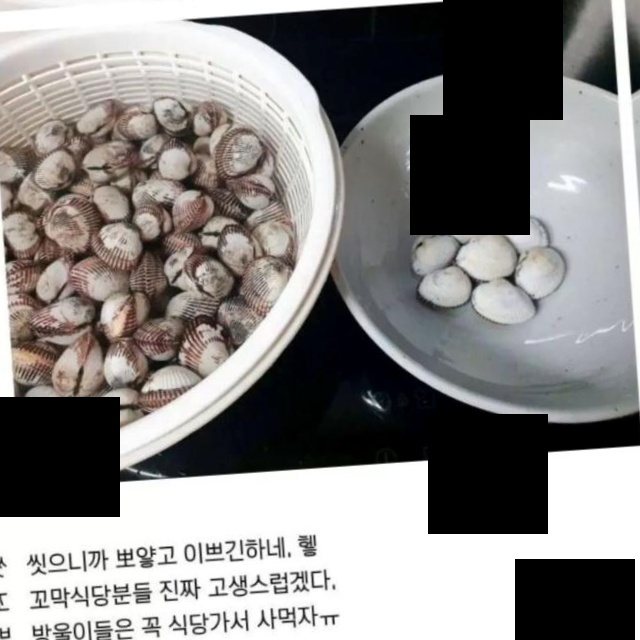 씻으니까 뽀얗고 이쁘긴하네. 헿
꼬막식당분들 진짜 고생스럽겠다.
방울이들은 꼭 식당가서 사먹자ㅠ